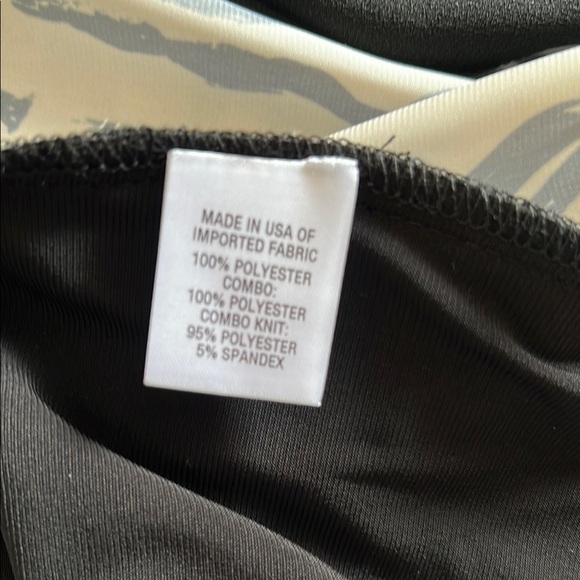 MADE IN USA OF
IMPORTED FABRIC
100% POLYESTER
COMBO:
100% POLYESTER
COMBO KNIT:
95% POLYESTER
5% SPANDEX